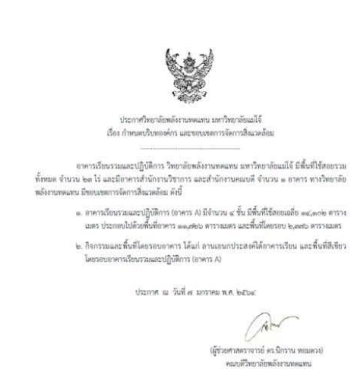 ประกาศวิทยาลัยพลังงานทดแทน มหาวิทยาลัยแม่โจ้
เรื่อง กำหนดบริบทองค์กร และขอบเขตการจัดการสิ่งแวดล้อม
อาคารเรียนรวมและปฏิบัติการ วิทยาลัยพลังงานทดแทน มหาวิทยาลัยแม่โจ้ มีพื้นที่ใช้สอยรวม
ทั้งหมด จำนวน ๒๓ ไร่ และมีอาคารสำนักงานวิชาการ และสำนักงานคณบดี จำนวน ๑ อาคาร ทางวิทยาลัย
พลังงานทดแทน มีขอบเขตการจัดการสิ่งแวดล้อม ดังนี้
๑. อาคารเรียนรวมและปฏิบัติการ (อาคาร A) มีจำนวน ๔ ชั้น มีพื้นที่ใช้สอยเฉลี่ย ตาราง
เมตร ประกอบไปด้วยพื้นที่อาคาร ตารางเมตร และพื้นที่โดยรอบ ตารางเมตร
๒. กิจกรรมและพื้นที่โดยรอบอาคาร ได้แก่ ลานเอนกประสงค์ใต้อาคารเรียน และพื้นที่สีเขียว
โดยรอบอาคารเรียนรวมและปฏิบัติการ (อาคาร A)
ประกาศ ณ วันที่ ๗ มกราคม พ.ศ. ๒๕๖๔
(ผู้ช่วยศาสตราจารย์ ดร.นิกราน หอมดวง)
คณบดีวิทยาลัยพลังงานทดแทน